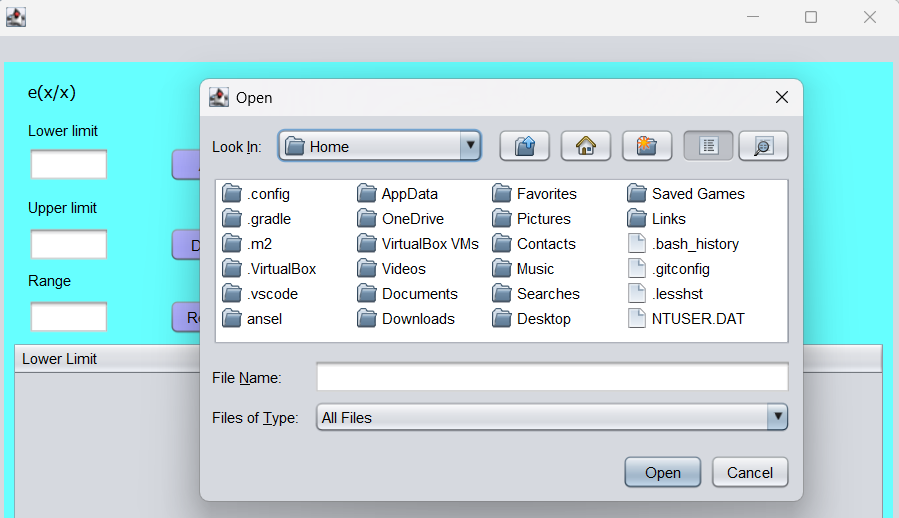 e(x/x)
Open
Lower limit
Look In: Home
Upper limit
.config AppData Favorites Saved Games
.gradle OneDrive Pictures Links
D
.m2 VirtualBox VMs Contacts .bash_history
.VirtualBox Videos Music .gitconfig
Range
.vscode Documents Searches .lesshst
Re
ansel Downloads Desktop NTUSER.DAT
Lower Limit
File Name:
Files of Type: All Files
Open Cancel